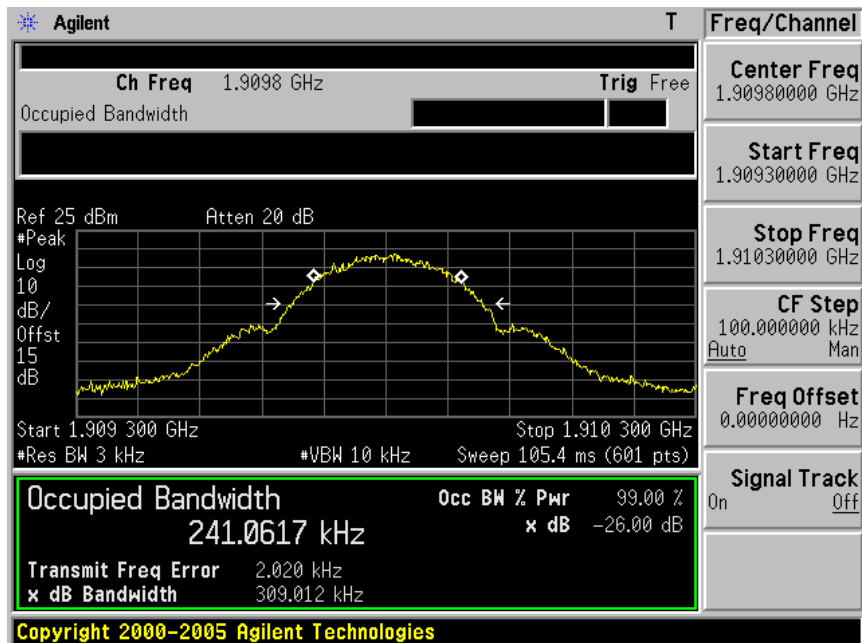 Agilent T Freq/Channel
Ch Freq 1.9098 GHz Trig Free
Occupied Bandwidth
Center Freq
1.90980000 GHz
Start Freq
1.90930000 GHz
Stop Freq
1.91030000 GHz
CF Step
100.000000 kHz
Auto Man
Freq Offset
0.00000000 Hz
Signal Track
On Off
Ref 25 dBm Atten 20 dB
#Peak
Log
10
dB/
Offst
15
dB
Start 1.909 300 GHz Stop 1.910 300 GHz
#Res BW 3 kHz #VBW 10 kHz Sweep 105.4 ms (601 pts)
Occupied Bandwidth Occ BW % Pwr 99.00 %
241.0617 kHz x dB -26.00 dB
Transmit Freq Error 2.020 kHz
x dB Bandwidth 309.012 kHz
Copyright 2000-2005 Agilent Technologies